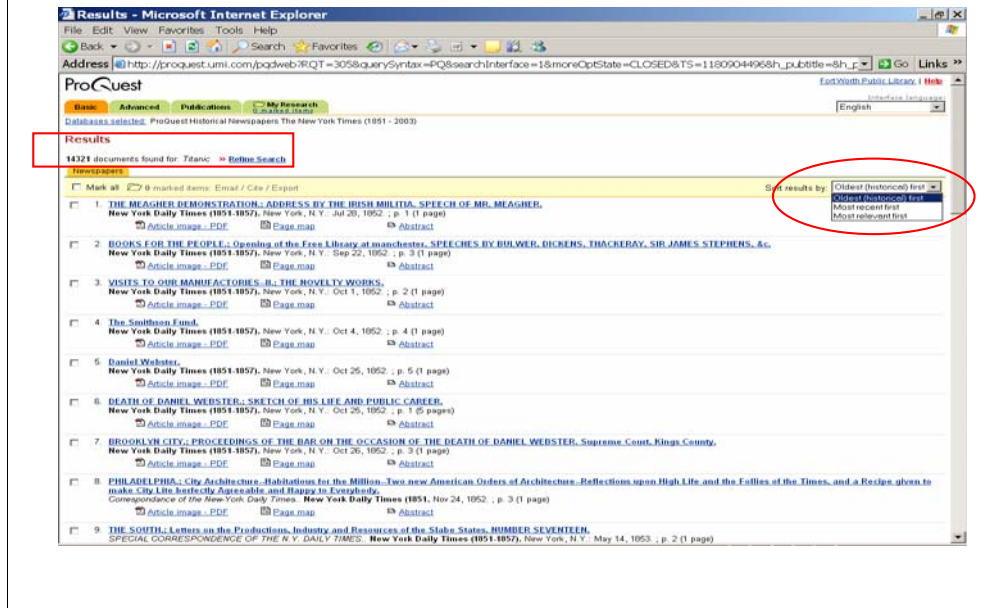 Results - Microsoft Internet Explorer
File Edit View Favorites Tools Help
Back Search Favorites
Address http://proquest.umi.com/pqdweb?RQT=305&querySyntax=PQ&searchInterface=1&moreOptState=CLOSED&TS=1180904496&h_pubtitle=&h_p Go Links »
ProQuest Fort Worth Public Library | Help
Interface language:
Basic Advanced Publications My Research English
0 marked items
Databases selected: ProQuest Historical Newspapers The New York Times (1851 - 2003)
Results
14321 documents found for: Titanic » Refine Search
Newspapers
Mark all 0 marked items: Email / Cite / Export Sort results by: Oldest (historical) first
Oldest (historical) first
Most recent first
Most relevant first
1. THE MEAGHER DEMONSTRATION.; ADDRESS BY THE IRISH MIILITIA, SPEECH OF MR. MEAGHER.
New York Daily Times (1851-1857). New York, N.Y.: Jul 28, 1852. ; p. 1 (1 page)
Article image - PDF Page map Abstract
2. BOOKS FOR THE PEOPLE.; Opening of the Free Library at manchester, SPEECHES BY BULWER, DICKENS, THACKERAY, SIR JAMES STEPHENS, &c.
New York Daily Times (1851-1857). New York, N.Y.: Sep 22, 1852. ; p. 3 (1 page)
Article image - PDF Page map Abstract
3. VISITS TO OUR MANUFACTORIES--II.; THE NOVELTY WORKS.
New York Daily Times (1851-1857). New York, N.Y.: Oct 1, 1852. ; p. 2 (1 page)
Article image - PDF Page map Abstract
4. The Smithson Fund.
New York Daily Times (1851-1857). New York, N.Y.: Oct 4, 1852. ; p. 4 (1 page)
Article image - PDF Page map Abstract
5. Daniel Webster.
New York Daily Times (1851-1857). New York, N.Y.: Oct 25, 1852. ; p. 5 (1 page)
Article image - PDF Page map Abstract
6. DEATH OF DANIEL WEBSTER.; SKETCH OF HIS LIFE AND PUBLIC CAREER.
New York Daily Times (1851-1857). New York, N.Y.: Oct 25, 1852. ; p. 1 (5 pages)
Article image - PDF Page map Abstract
7. BROOKLYN CITY.; PROCEEDINGS OF THE BAR ON THE OCCASION OF THE DEATH OF DANIEL WEBSTER. Supreme Court, Kings County.
New York Daily Times (1851-1857). New York, N.Y.: Oct 26, 1852. ; p. 3 (1 page)
Article image - PDF Page map Abstract
8. PHILADELPHIA.; City Architecture--Habitations for the Million--Two new American Orders of Architecture--Reflections upon High Life and the Follies of the Times, and a Recipe given to
make City Life berfectly Agreeable and Happy to Everybody.
Correspondance of the New-York Daily Times.. New York Daily Times (1851. Nov 24, 1852. ; p. 3 (1 page)
Article image - PDF Page map Abstract
9. THE SOUTH.; Letters on the Productions, Industry and Resources of the Slabe States. NUMBER SEVENTEEN.
SPECIAL CORRESPONDENCE OF THE N.Y. DAILY TIMES.. New York Daily Times (1851-1857). New York, N.Y.: May 14, 1853. ; p. 2 (1 page)